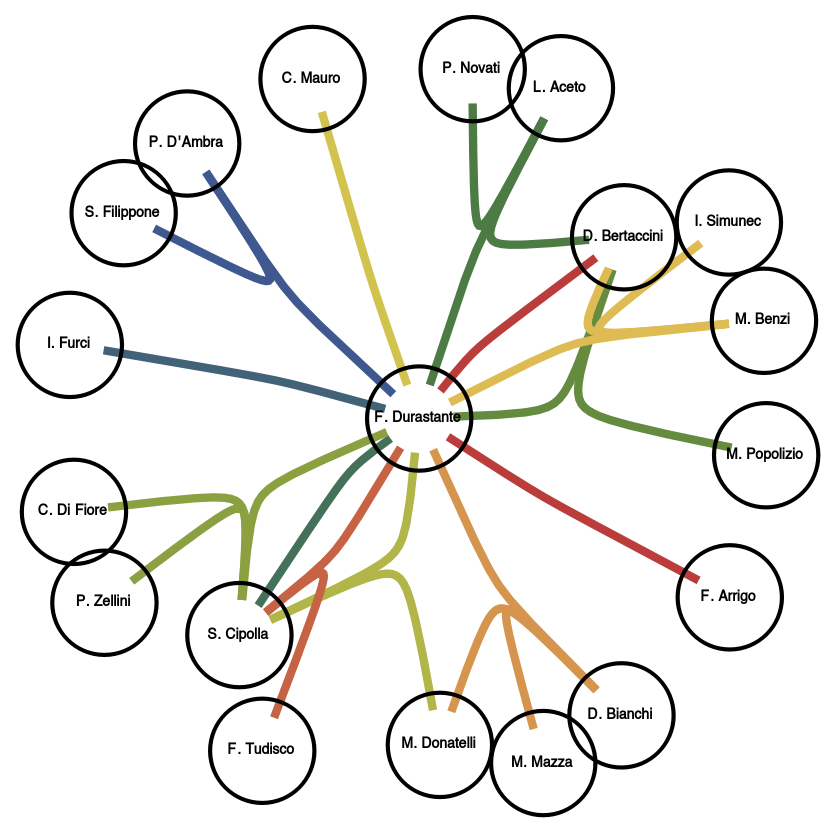 P. Novati
C. Mauro
L. Aceto
P. D'Ambra
S. Filippone
I. Simunec
D. Bertaccini
M. Benzi
I. Furci
F. Durastante
M. Popolizio
C. Di Fiore
F. Arrigo
P. Zellini
S. Cipolla
D. Bianchi
M. Donatelli
F. Tudisco
M. Mazza